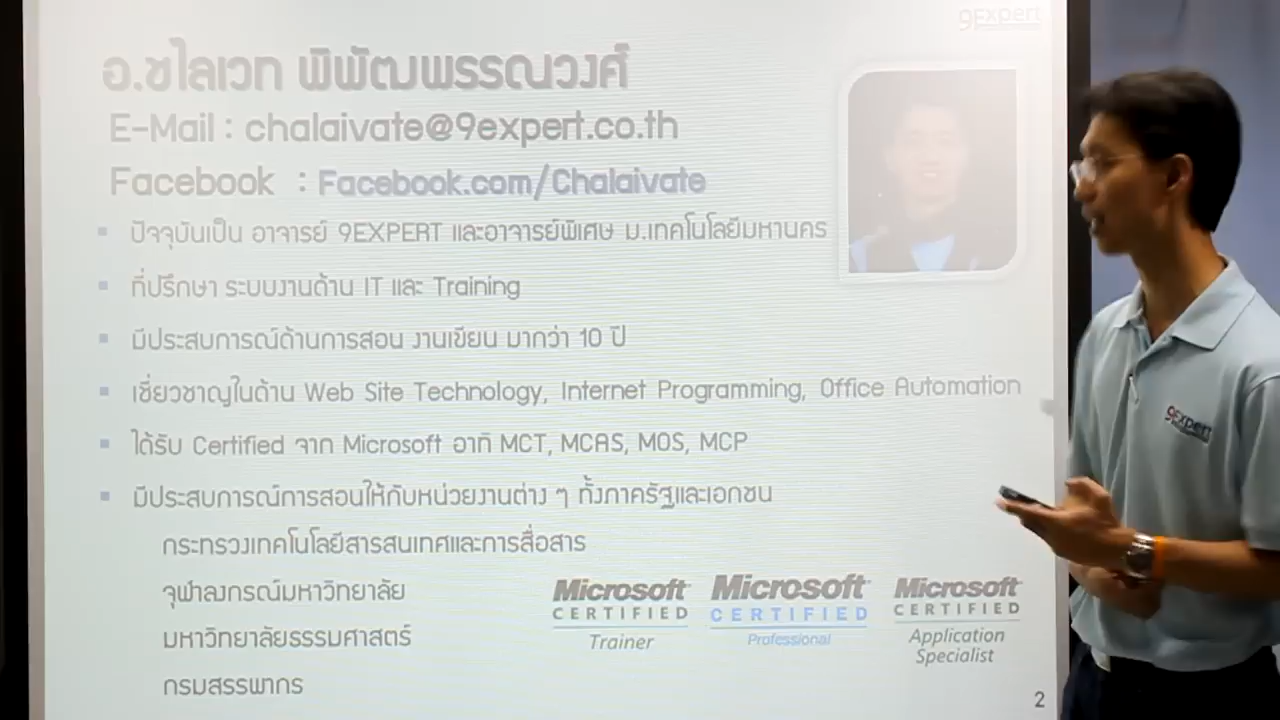 9Expert
อ.ชไลเวท พิพัฒพรรณวงศ์
E-Mail : chalaivate@9expert.co.th
Facebook : Facebook.com/Chalaivate
▪ ปัจจุบันเป็น อาจารย์ 9EXPERT และอาจารย์พิเศษ ม.เทคโนโลยีมหานคร
▪ ที่ปรึกษา ระบบงานด้าน IT และ Training
▪ มีประสบการณ์ด้านการสอน งานเขียน มากว่า 10 ปี
▪ เชี่ยวชาญในด้าน Web Site Technology, Internet Programming, Office Automation
▪ ได้รับ Certified จาก Microsoft อาทิ MCT, MCAS, MOS, MCP
▪ มีประสบการณ์การสอนให้กับหน่วยงานต่าง ๆ ทั้งภาครัฐและเอกชน
กระทรวงเทคโนโลยีสารสนเทศและการสื่อสาร
จุฬาลงกรณ์มหาวิทยาลัย
มหาวิทยาลัยธรรมศาสตร์
กรมสรรพากร
Microsoft
CERTIFIED
Trainer
Microsoft
CERTIFIED
Professional
Microsoft
CERTIFIED
Application
Specialist
2
9Expert